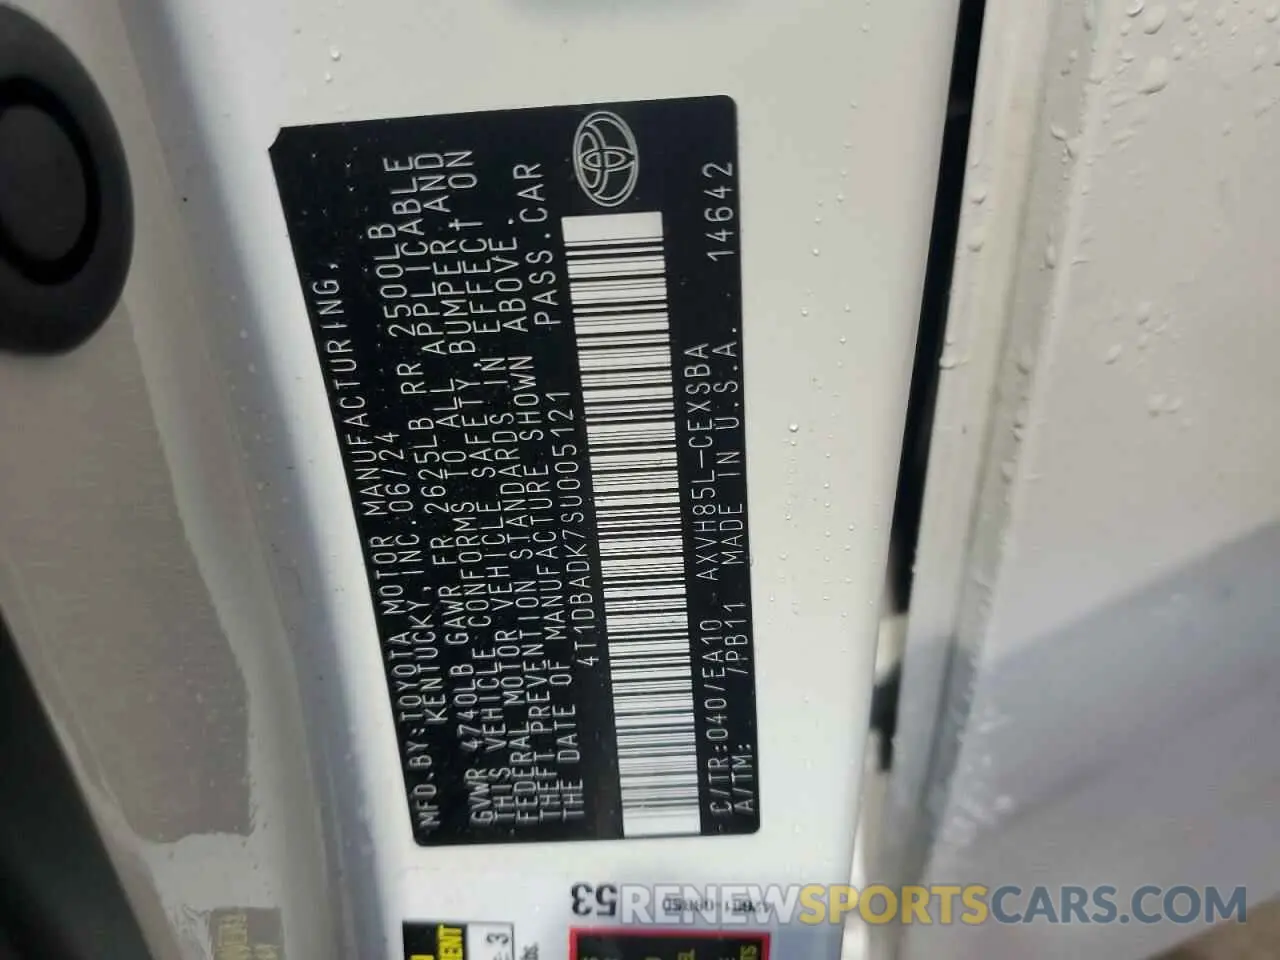 MFD.BY:TOYOTA MOTOR MANUFACTURING,
KENTUCKY, INC. 06/24
GVWR 4740LB GAWR FR 2625LB RR 2500LB
THIS VEHICLE CONFORMS TO ALL APPLICABLE
FEDERAL MOTOR VEHICLE SAFETY, BUMPER, AND
THEFT PREVENTION STANDARDS IN EFFECT ON
THE DATE OF MANUFACTURE SHOWN ABOVE.
4T1DBADK7SU005121 PASS.CAR
C/TR:040/EA10 AXVH85L-CEXSBA
A/TM: /PB11 MADE IN U.S.A. 14642
53
RENEWSPORTSCARS.COM